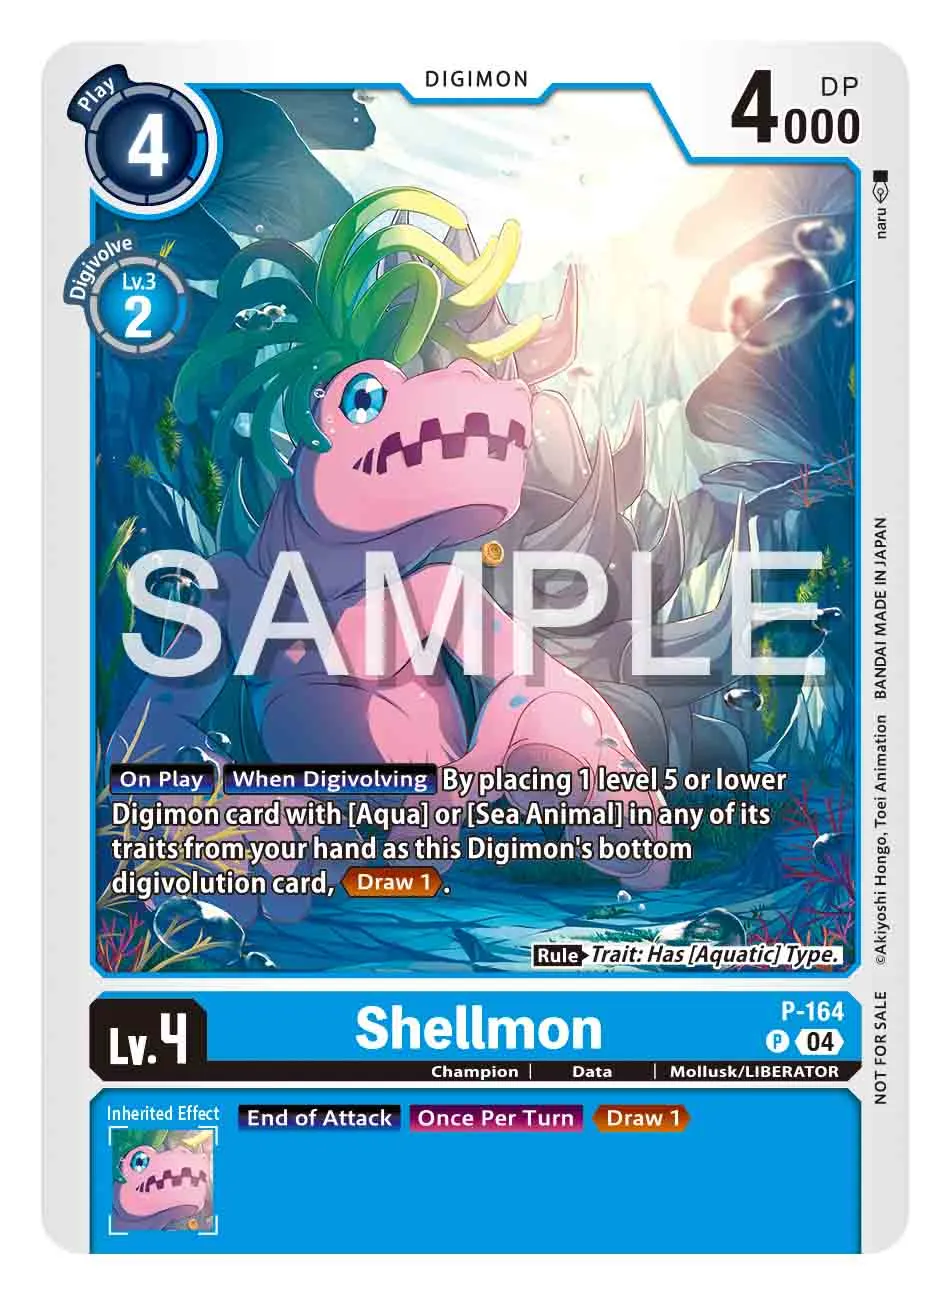 DIGIMON
Play
4
4000
DP
Digivolve
Lv.3
2
naru
SAMPLE
On Play When Digivolving By placing 1 level 5 or lower
Digimon card with [Aqua] or [Sea Animal] in any of its
traits from your hand as this Digimon's bottom
digivolution card, Draw 1.
Rule Trait: Has [Aquatic] Type.
©Akiyoshi Hongo, Toei Animation BANDAI MADE IN JAPAN
NOT FOR SALE
Lv.4
Shellmon
P-164
P 04
Champion | Data | Mollusk/LIBERATOR
Inherited Effect
End of Attack Once Per Turn Draw 1